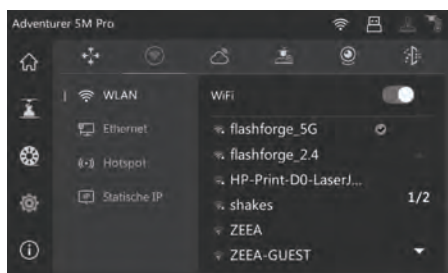 Adventurer 5M Pro
WLAN
Ethernet
Hotspot
Statische IP
WiFi
flashforge_5G
flashforge_2.4
HP-Print-D0-LaserJ...
shakes
ZEEA
ZEEA-GUEST
1/2